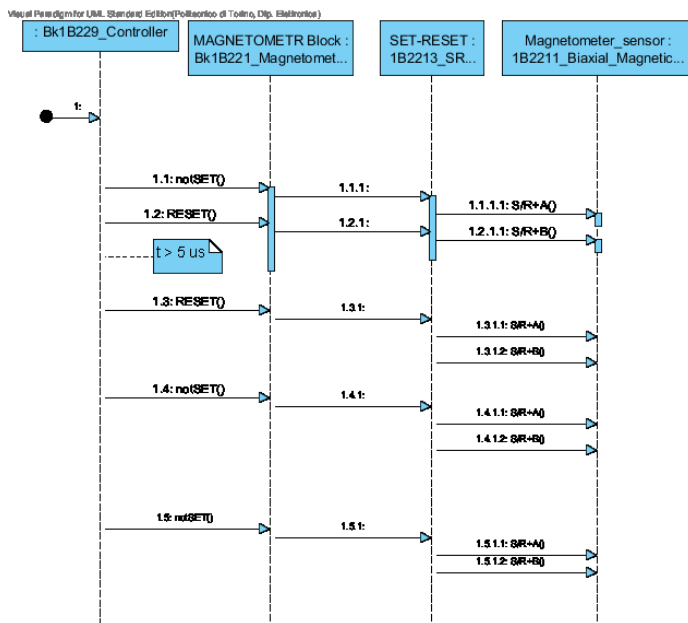 Visual Paradigm for UML Standard Edition(Politecnico di Torino, Dip. Elettronica)
: Bk1B229_Controller
MAGNETOMETR Block :
Bk1B221_Magnetomet...
SET-RESET :
1B2213_SR...
Magnetometer_sensor :
1B2211_Biaxial_Magnetic...
1:
1.1: notSET()
1.1.1:
1.1.1.1: S/R+A()
1.2: RESET()
1.2.1:
1.2.1.1: S/R+B()
t > 5 us
1.3: RESET()
1.3.1:
1.3.1.1: S/R+A()
1.3.1.2: S/R+B()
1.4: notSET()
1.4.1:
1.4.1.1: S/R+A()
1.4.1.2: S/R+B()
1.5: notSET()
1.5.1:
1.5.1.1: S/R+A()
1.5.1.2: S/R+B()